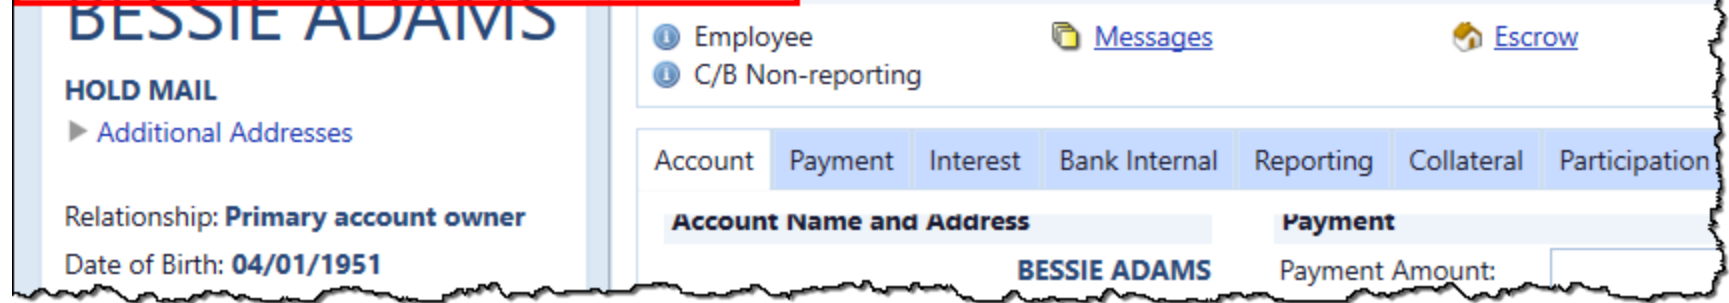 BESSIE ADAMS
HOLD MAIL
Additional Addresses
Relationship: Primary account owner
Date of Birth: 04/01/1951
Employee
Messages
Escrow
C/B Non-reporting
Account Payment Interest Bank Internal Reporting Collateral Participation
Account Name and Address
BESSIE ADAMS
Payment
Payment Amount: